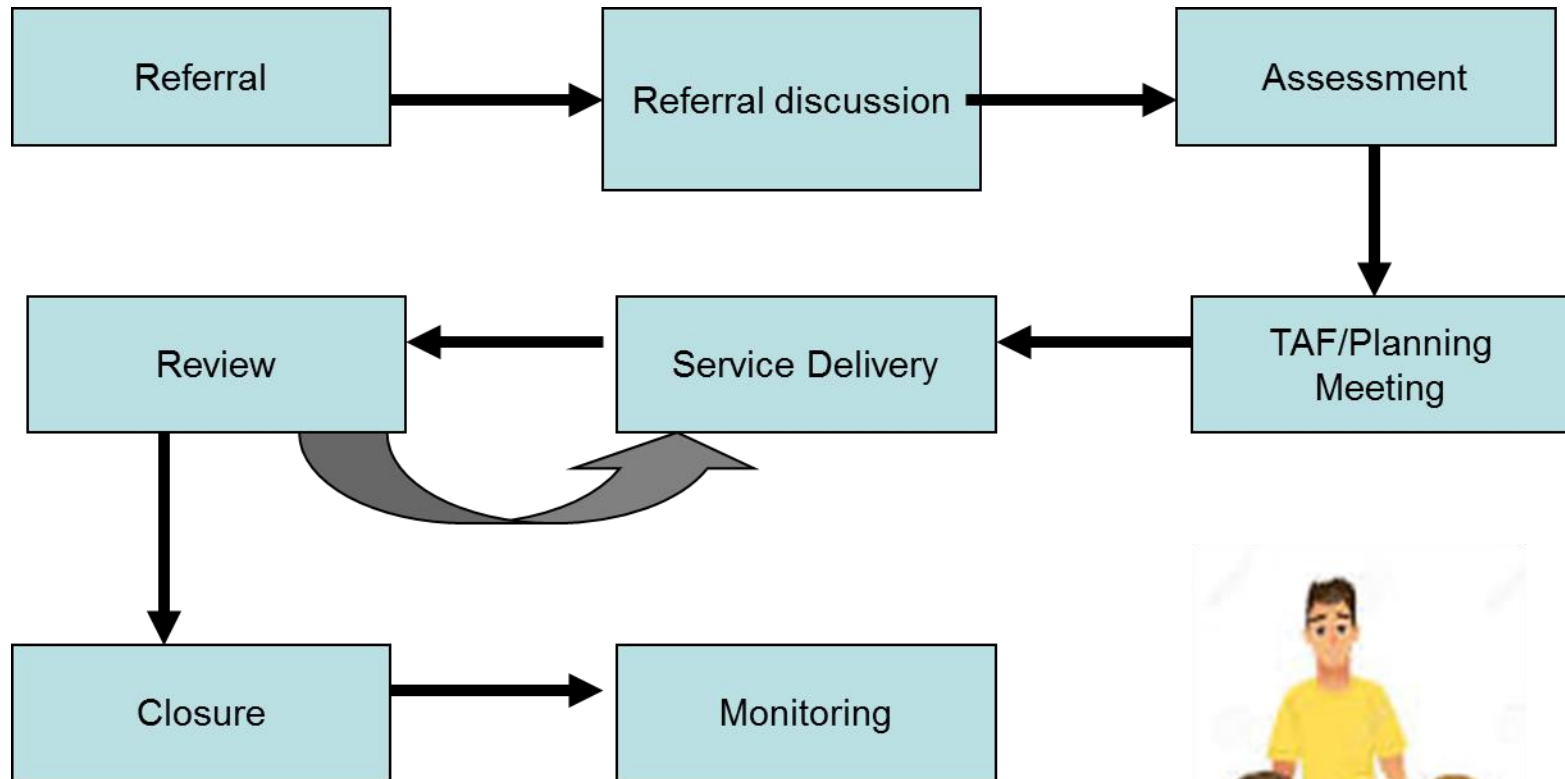 Referral
Referral discussion
Assessment
Review
Service Delivery
TAF/Planning
Meeting
Closure
Monitoring